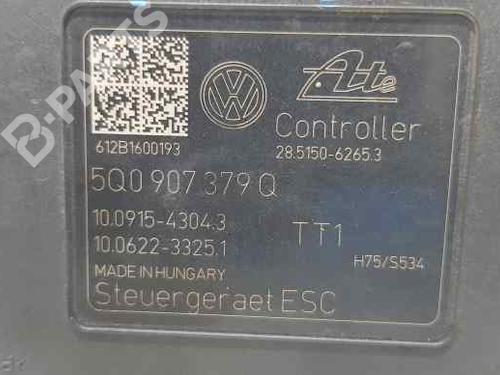 B-PARTS
Ate
Controller
612B1600193
28.5150-6265.3
5Q0 907 379 Q
10.0915-4304.3
TT1
10.0622-3325.1
H75/S534
MADE IN HUNGARY
Steuergeraet ESC